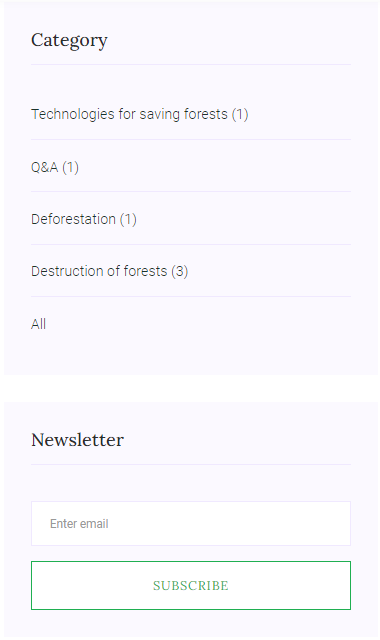 Category
Technologies for saving forests (1)
Q&A (1)
Deforestation (1)
Destruction of forests (3)
All
Newsletter
Enter email
SUBSCRIBE